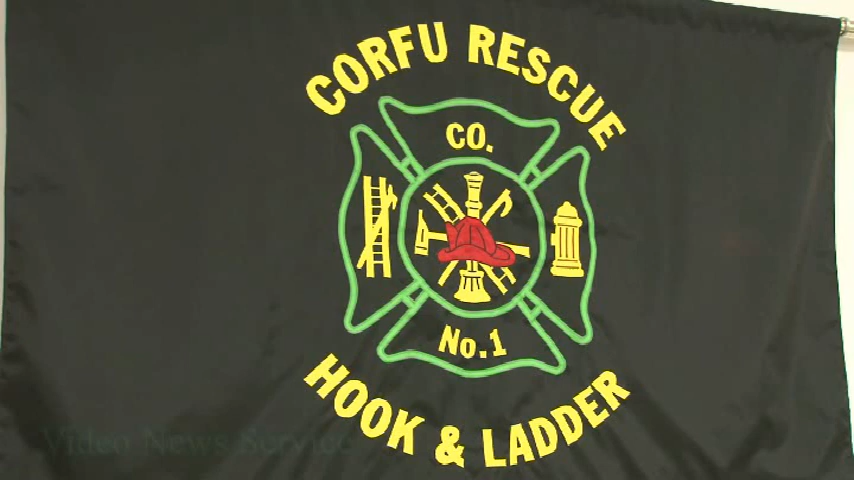 CORFU RESCUE
CO.
No.1
HOOK & LADDER
Video News Service